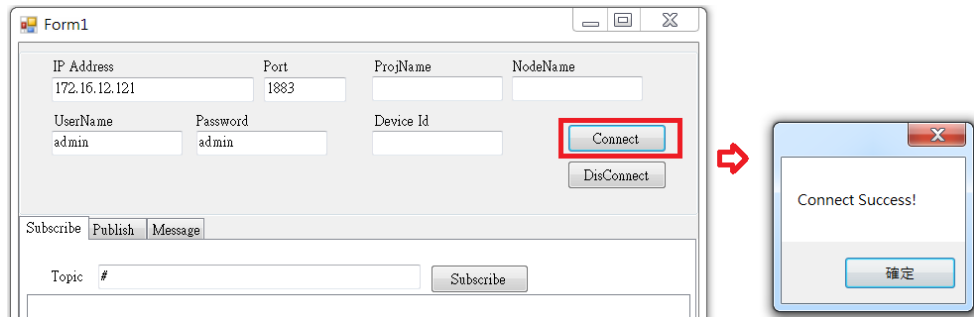 Form1
IP Address Port ProjName NodeName
172.16.12.121 1883
UserName Password Device Id
admin admin
Connect
DisConnect
Subscribe Publish Message
Topic # Subscribe
Connect Success!
確定